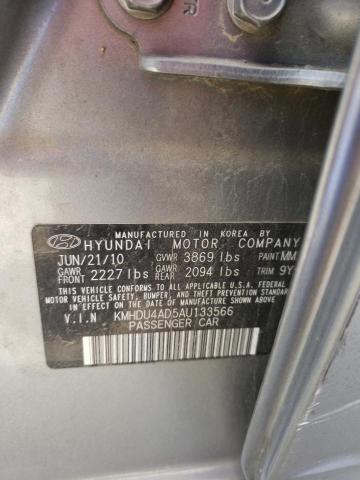 MANUFACTURED IN KOREA BY
HYUNDAI MOTOR COMPANY
JUN/21/10 GVWR 3869 lbs PAINT MM
GAWR FRONT 2227 lbs GAWR REAR 2094 lbs TRIM 9Y
THIS VEHICLE CONFORMS TO ALL APPLICABLE U.S.A. FEDERAL
MOTOR VEHICLE SAFETY, BUMPER, AND THEFT PREVENTION
STANDARDS IN EFFECT ON THE DATE OF MANUFACTURE SHOWN
ABOVE.
V.I.N KMHDU4AD5AU133566
PASSENGER CAR